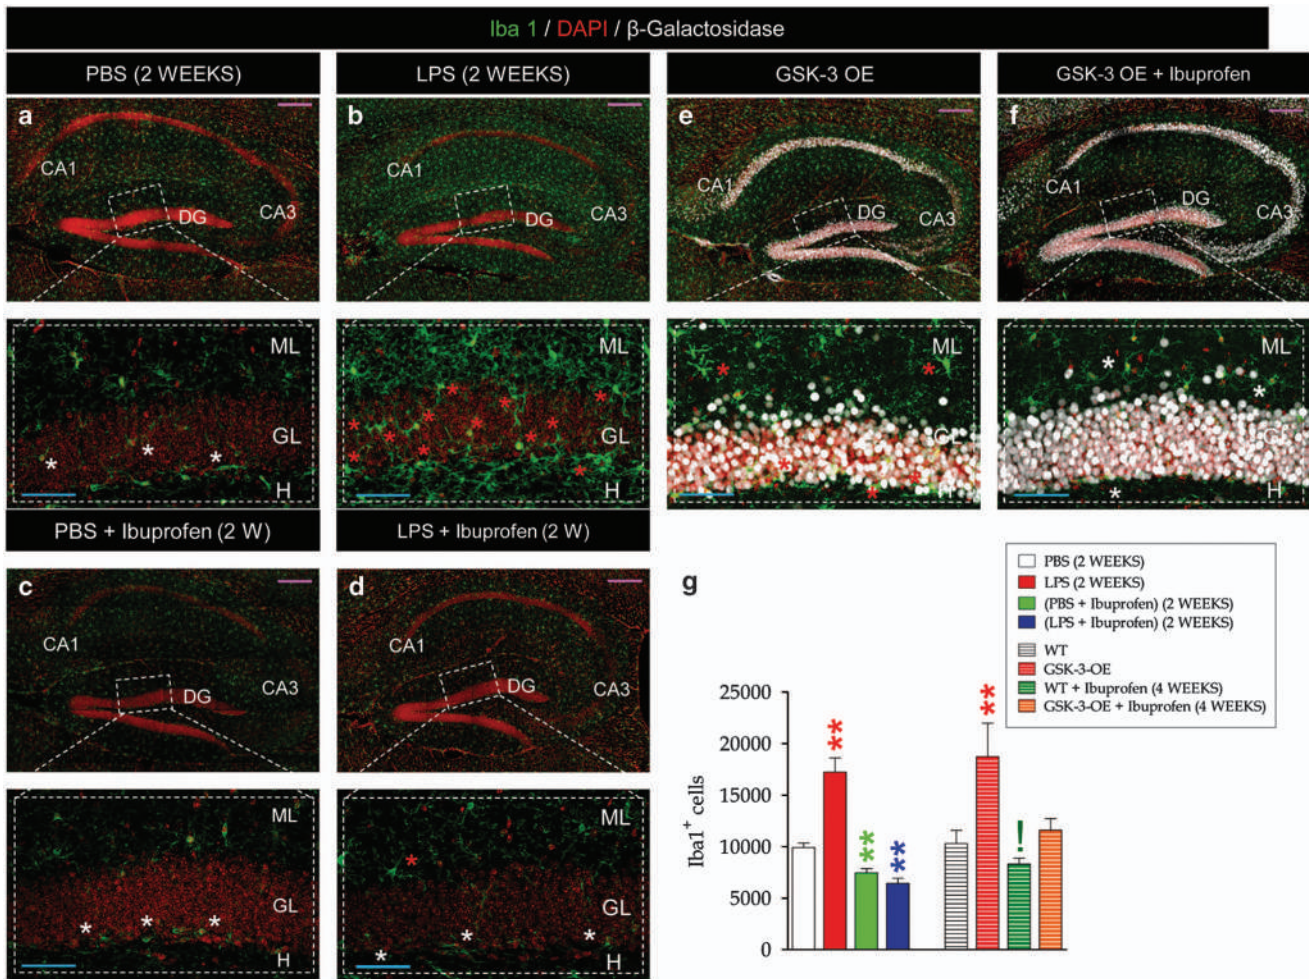 Iba 1 / DAPI / β-Galactosidase
PBS (2 WEEKS)
LPS (2 WEEKS)
GSK-3 OE
GSK-3 OE + Ibuprofen
a
CA1
DG
CA3
b
CA1
DG
CA3
e
CA1
DG
CA3
f
CA1
DG
CA3
ML
GL
H
*
*
*
ML
GL
H
*
*
*
*
*
*
*
*
*
*
*
*
*
ML
GL
H
*
*
*
*
*
ML
GL
H
*
*
*
PBS + Ibuprofen (2 W)
LPS + Ibuprofen (2 W)
c
CA1
DG
CA3
d
CA1
DG
CA3
ML
GL
H
*
*
*
ML
GL
H
*
*
*
*
g
PBS (2 WEEKS)
LPS (2 WEEKS)
(PBS + Ibuprofen) (2 WEEKS)
(LPS + Ibuprofen) (2 WEEKS)
WT
GSK-3-OE
WT + Ibuprofen (4 WEEKS)
GSK-3-OE + Ibuprofen (4 WEEKS)
Iba1+ cells
25000
20000
15000
10000
5000
0
**
**
**
**
!